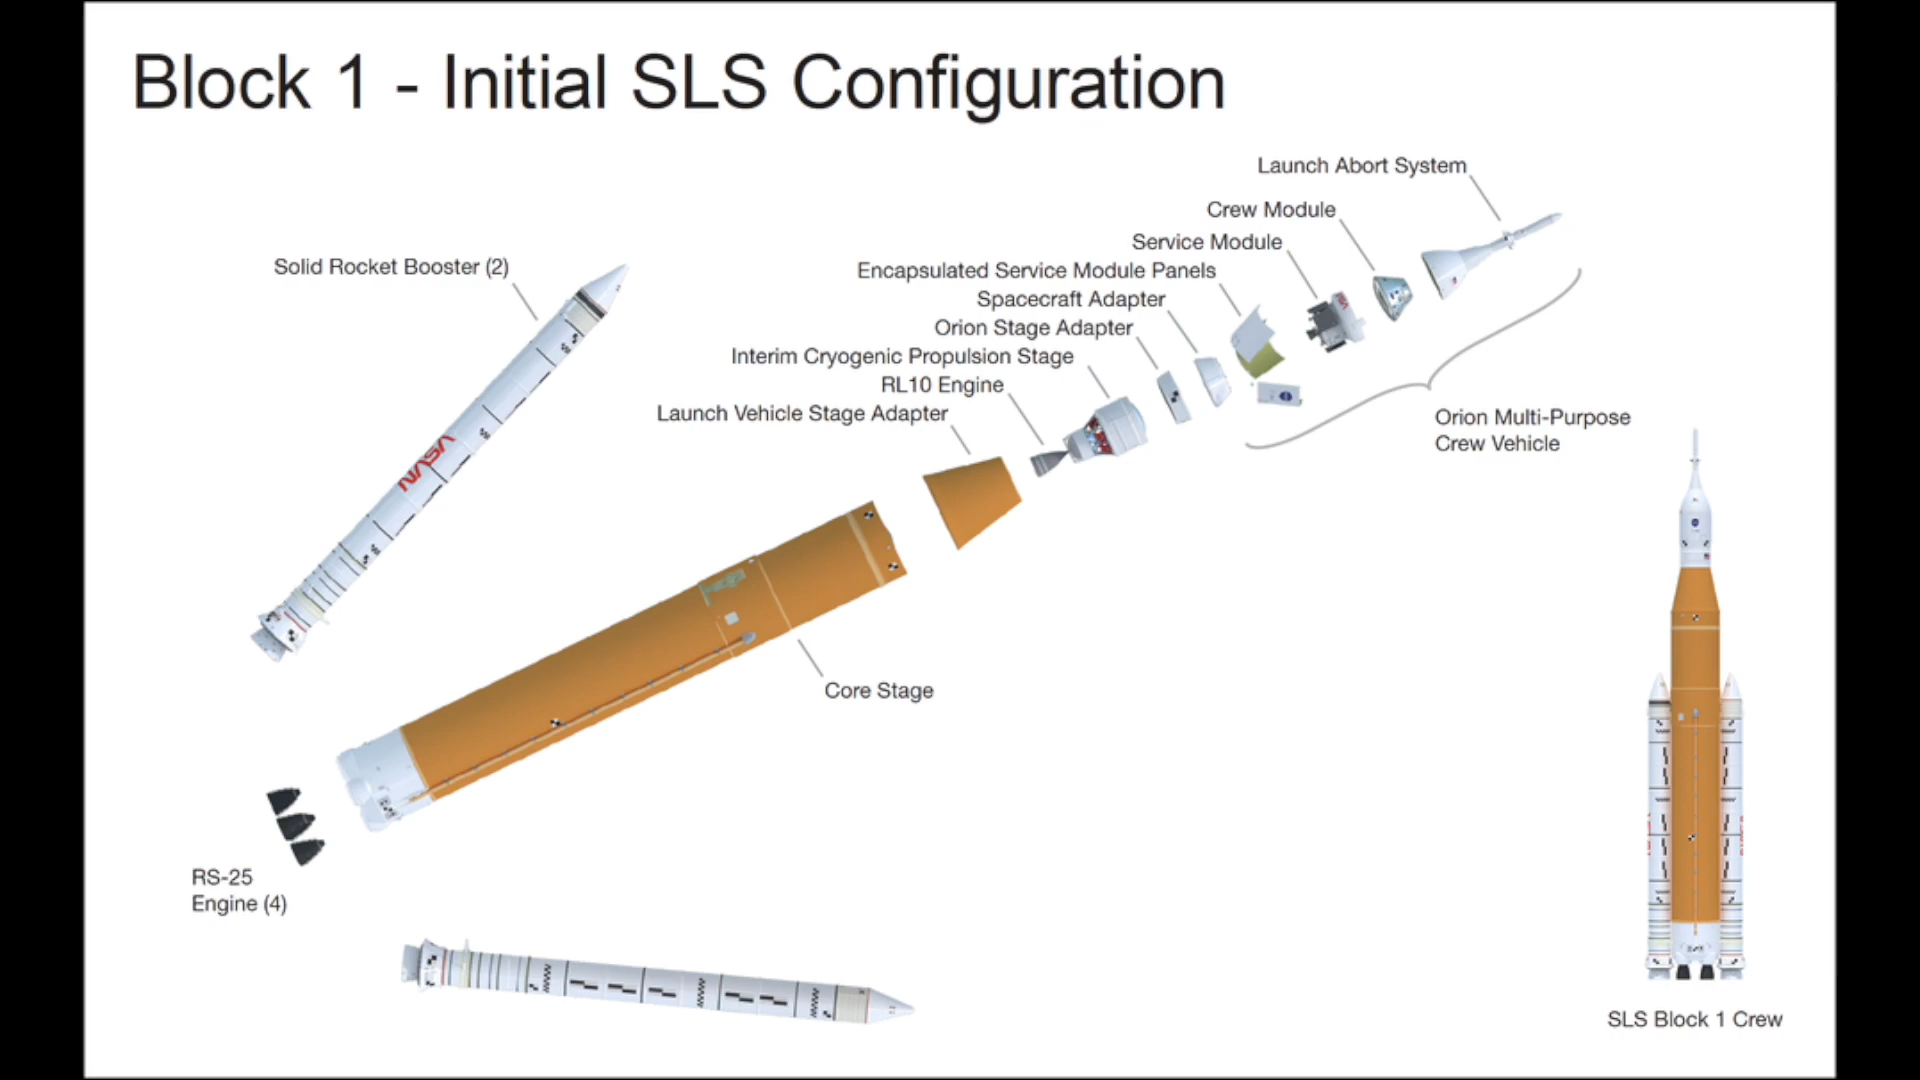 Block 1 - Initial SLS Configuration
Launch Abort System
Crew Module
Service Module
Solid Rocket Booster (2)
Encapsulated Service Module Panels
Spacecraft Adapter
Orion Stage Adapter
Interim Cryogenic Propulsion Stage
RL10 Engine
Launch Vehicle Stage Adapter
Orion Multi-Purpose
Crew Vehicle
NASA
Core Stage
RS-25
Engine (4)
SLS Block 1 Crew